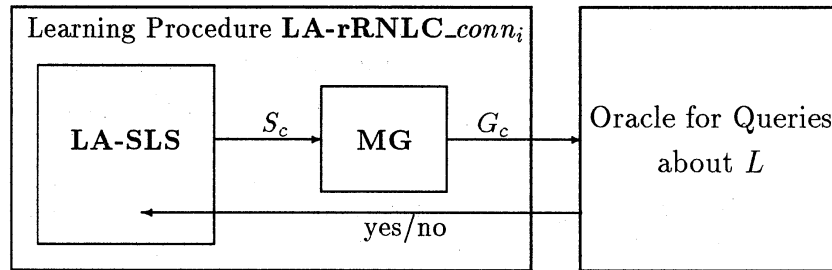 Learning Procedure LA-rRNLC_conn_i
LA-SLS
S_c
MG
G_c
Oracle for Queries
about L
yes/no